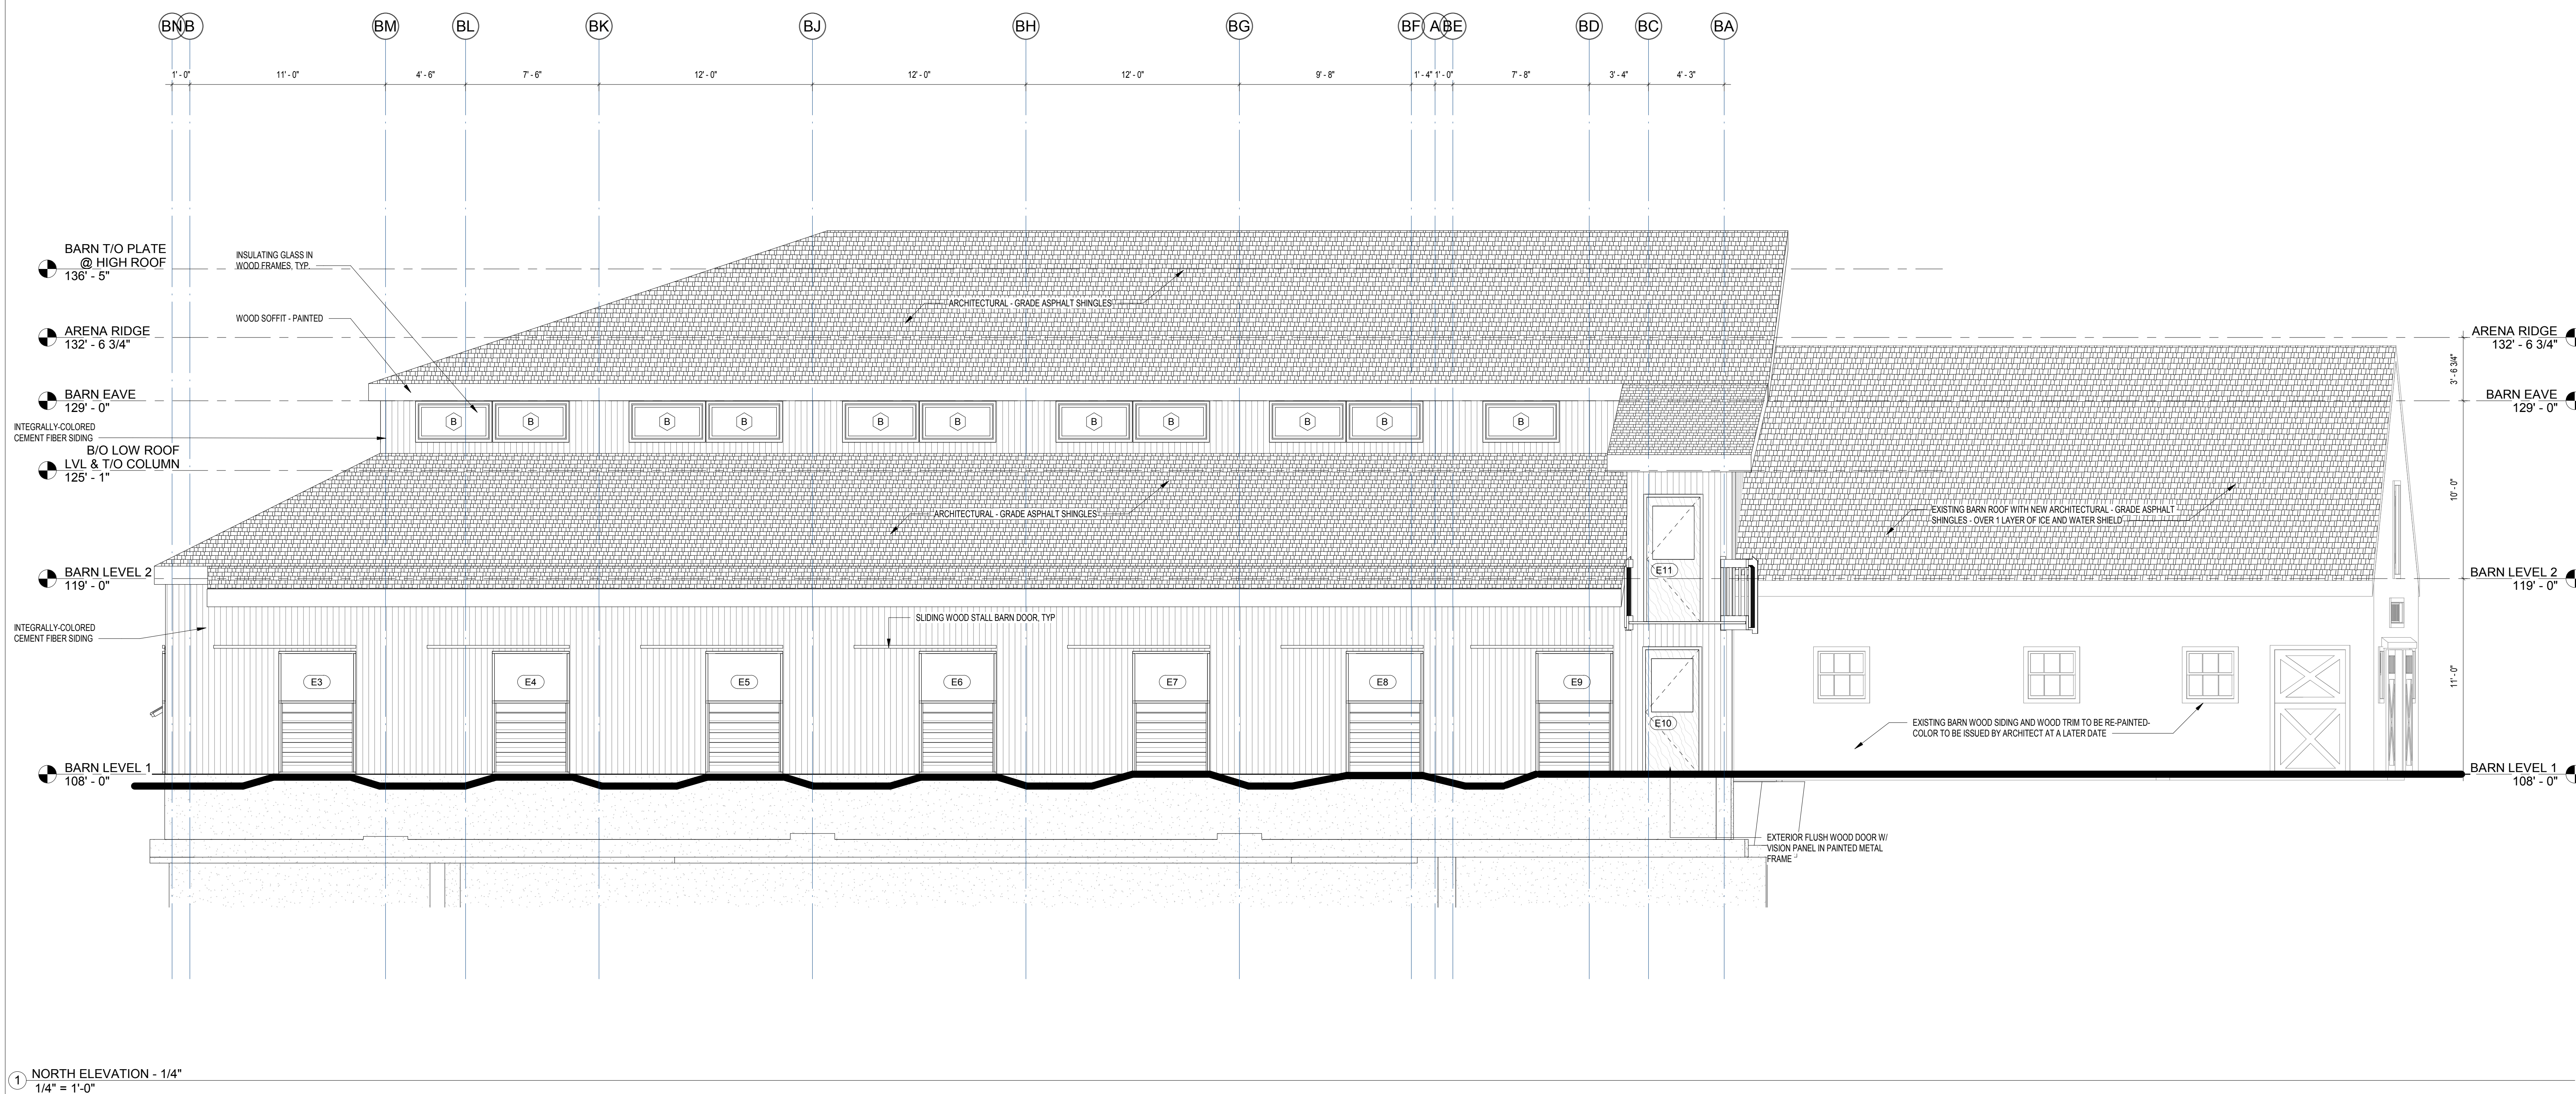 BN B BM BL BK BJ BH BG BF A BE BD BC BA
1' - 0" 11' - 0" 4' - 6" 7' - 6" 12' - 0" 12' - 0" 12' - 0" 9' - 8" 1' - 4" 1' - 0" 7' - 8" 3' - 4" 4' - 3"
BARN T/O PLATE
@ HIGH ROOF
136' - 5"
INSULATING GLASS IN
WOOD FRAMES, TYP
ARCHITECTURAL - GRADE ASPHALT SHINGLES
WOOD SOFFIT - PAINTED
ARENA RIDGE
132' - 6 3/4"
ARENA RIDGE
132' - 6 3/4"
3' - 6 3/4"
BARN EAVE
129' - 0"
BARN EAVE
129' - 0"
B B B B B B B B B B B
INTEGRALLY-COLORED
CEMENT FIBER SIDING
B/O LOW ROOF
LVL & T/O COLUMN
125' - 1"
10' - 0"
ARCHITECTURAL - GRADE ASPHALT SHINGLES
EXISTING BARN ROOF WITH NEW ARCHITECTURAL - GRADE ASPHALT
SHINGLES - OVER 1 LAYER OF ICE AND WATER SHIELD
BARN LEVEL 2
119' - 0"
E11
BARN LEVEL 2
119' - 0"
SLIDING WOOD STALL BARN DOOR, TYP
INTEGRALLY-COLORED
CEMENT FIBER SIDING
E3 E4 E5 E6 E7 E8 E9
11' - 0"
E10
EXISTING BARN WOOD SIDING AND WOOD TRIM TO BE RE-PAINTED-
COLOR TO BE ISSUED BY ARCHITECT AT A LATER DATE
BARN LEVEL 1
108' - 0"
BARN LEVEL 1
108' - 0"
EXTERIOR FLUSH WOOD DOOR W/
VISION PANEL IN PAINTED METAL
FRAME
1 NORTH ELEVATION - 1/4"
1/4" = 1'-0"